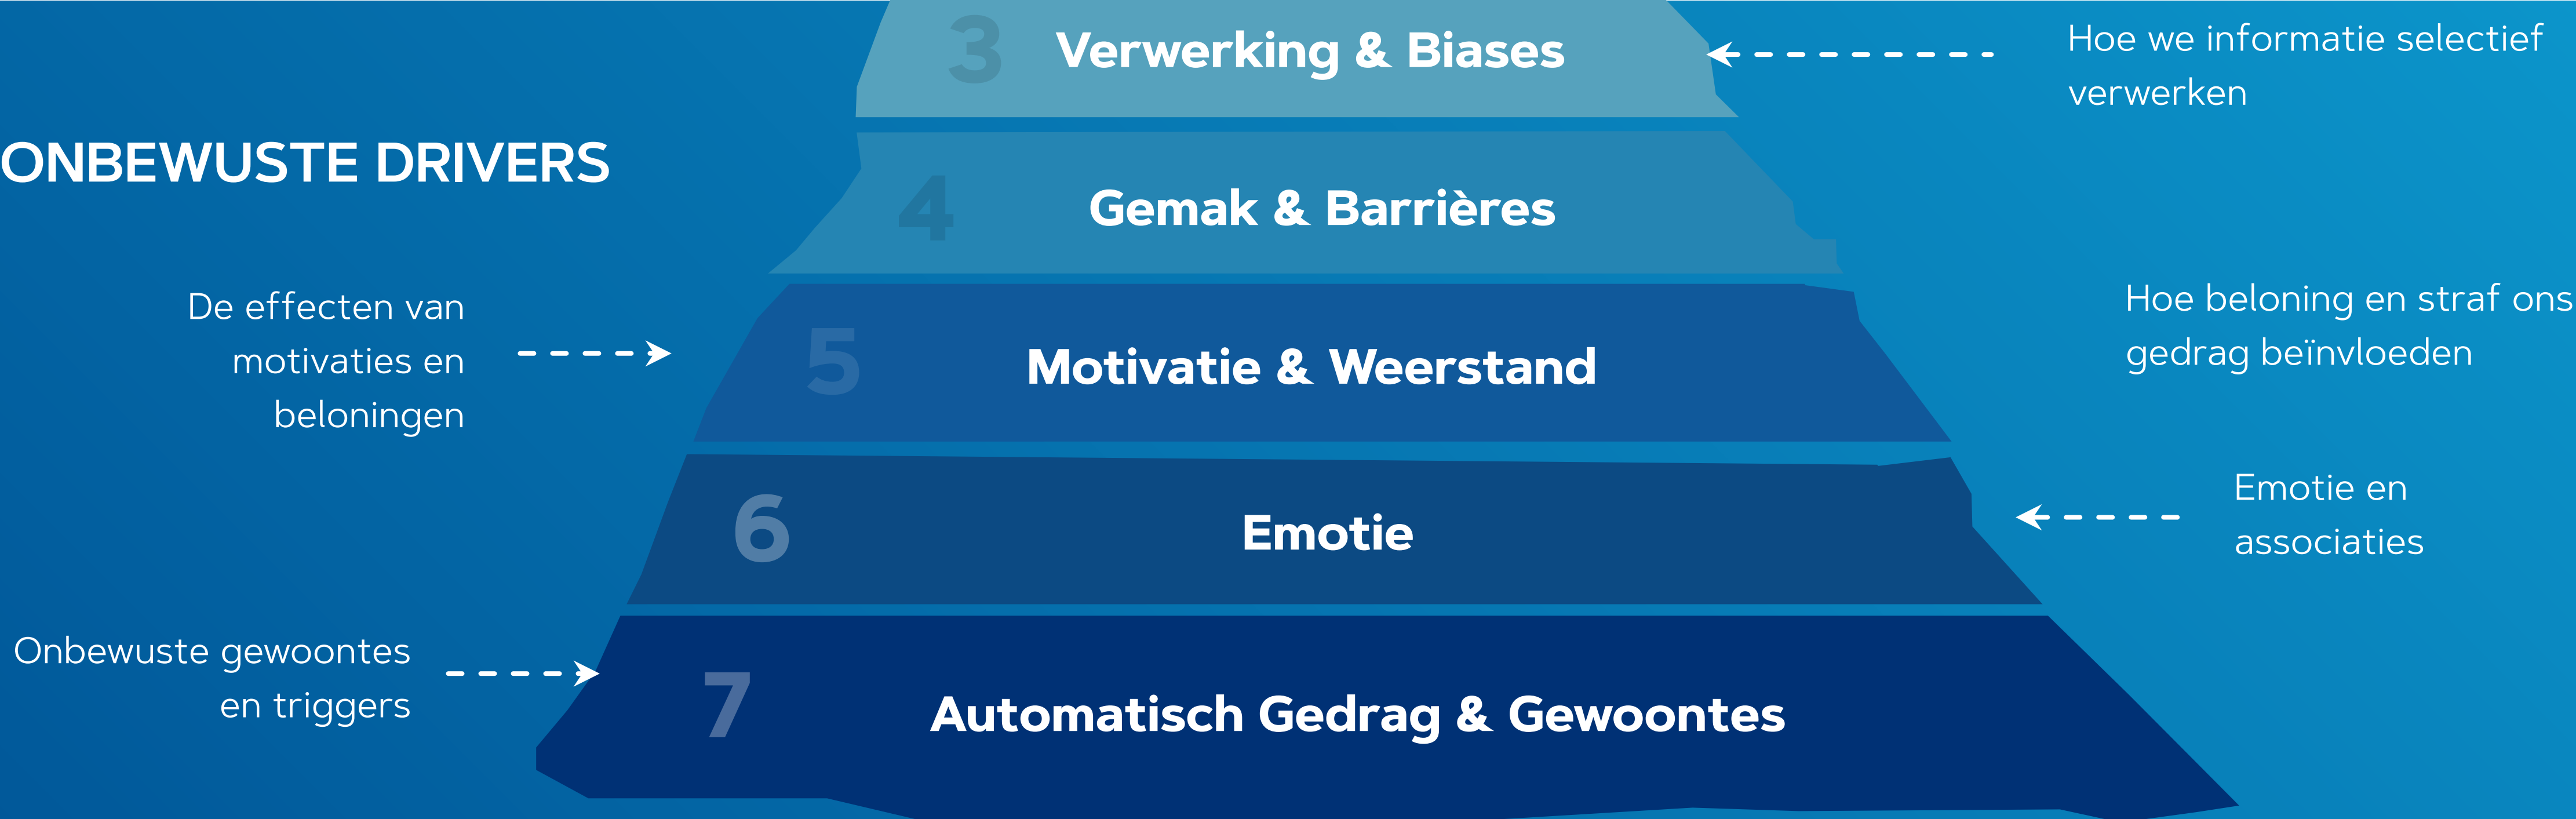 3
Verwerking & Biases
Hoe we informatie selectief
verwerken
ONBEWUSTE DRIVERS
4
Gemak & Barrières
De effecten van
motivaties en
beloningen
5
Motivatie & Weerstand
Hoe beloning en straf ons
gedrag beïnvloeden
6
Emotie
Emotie en
associaties
Onbewuste gewoontes
en triggers
7
Automatisch Gedrag & Gewoontes